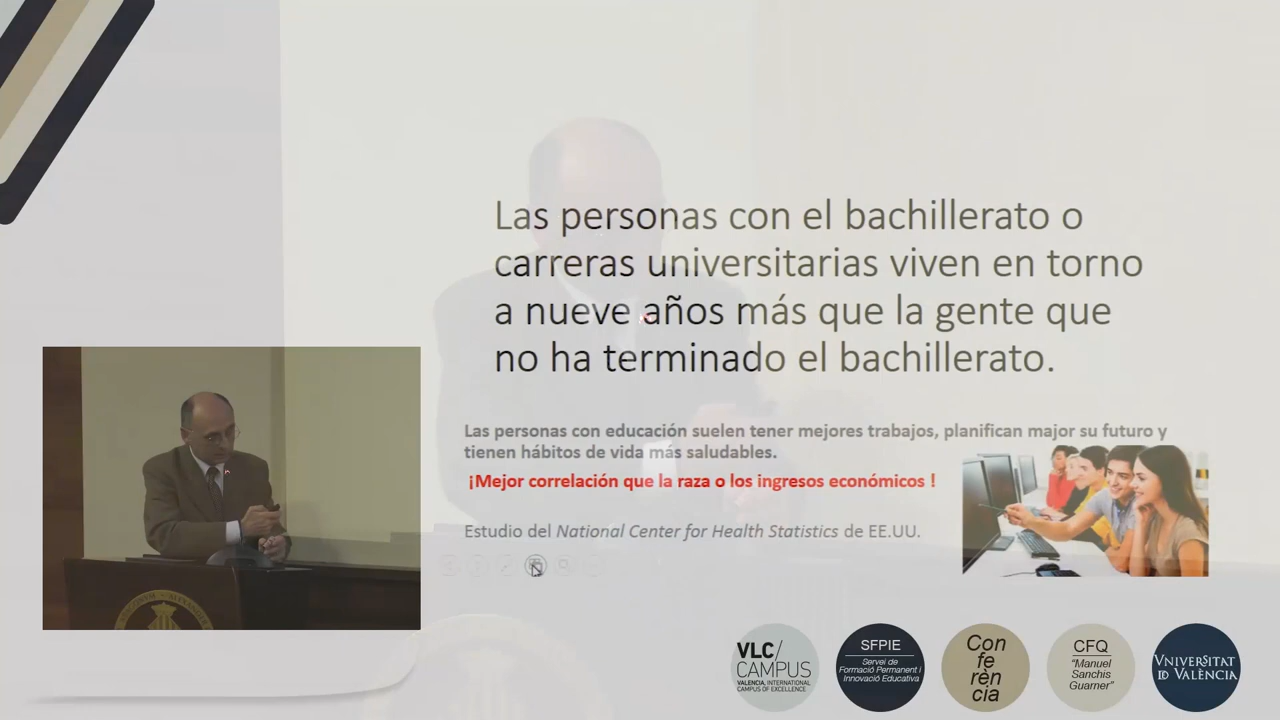 Las personas con el bachillerato o
carreras universitarias viven en torno
a nueve años más que la gente que
no ha terminado el bachillerato.
Las personas con educación suelen tener mejores trabajos, planifican major su futuro y
tienen hábitos de vida más saludables.
¡Mejor correlación que la raza o los ingresos económicos !
Estudio del National Center for Health Statistics de EE.UU.
VLC/
CAMPUS
VALENCIA, INTERNATIONAL
CAMPUS OF EXCELLENCE
SFPIE
Servei de
Formació Permanent i
Innovació Educativa
Con
fe
rèn
cia
CFQ
"Manuel
Sanchis
Guarner"
VNIVERSITAT
ID VALÈNCIA